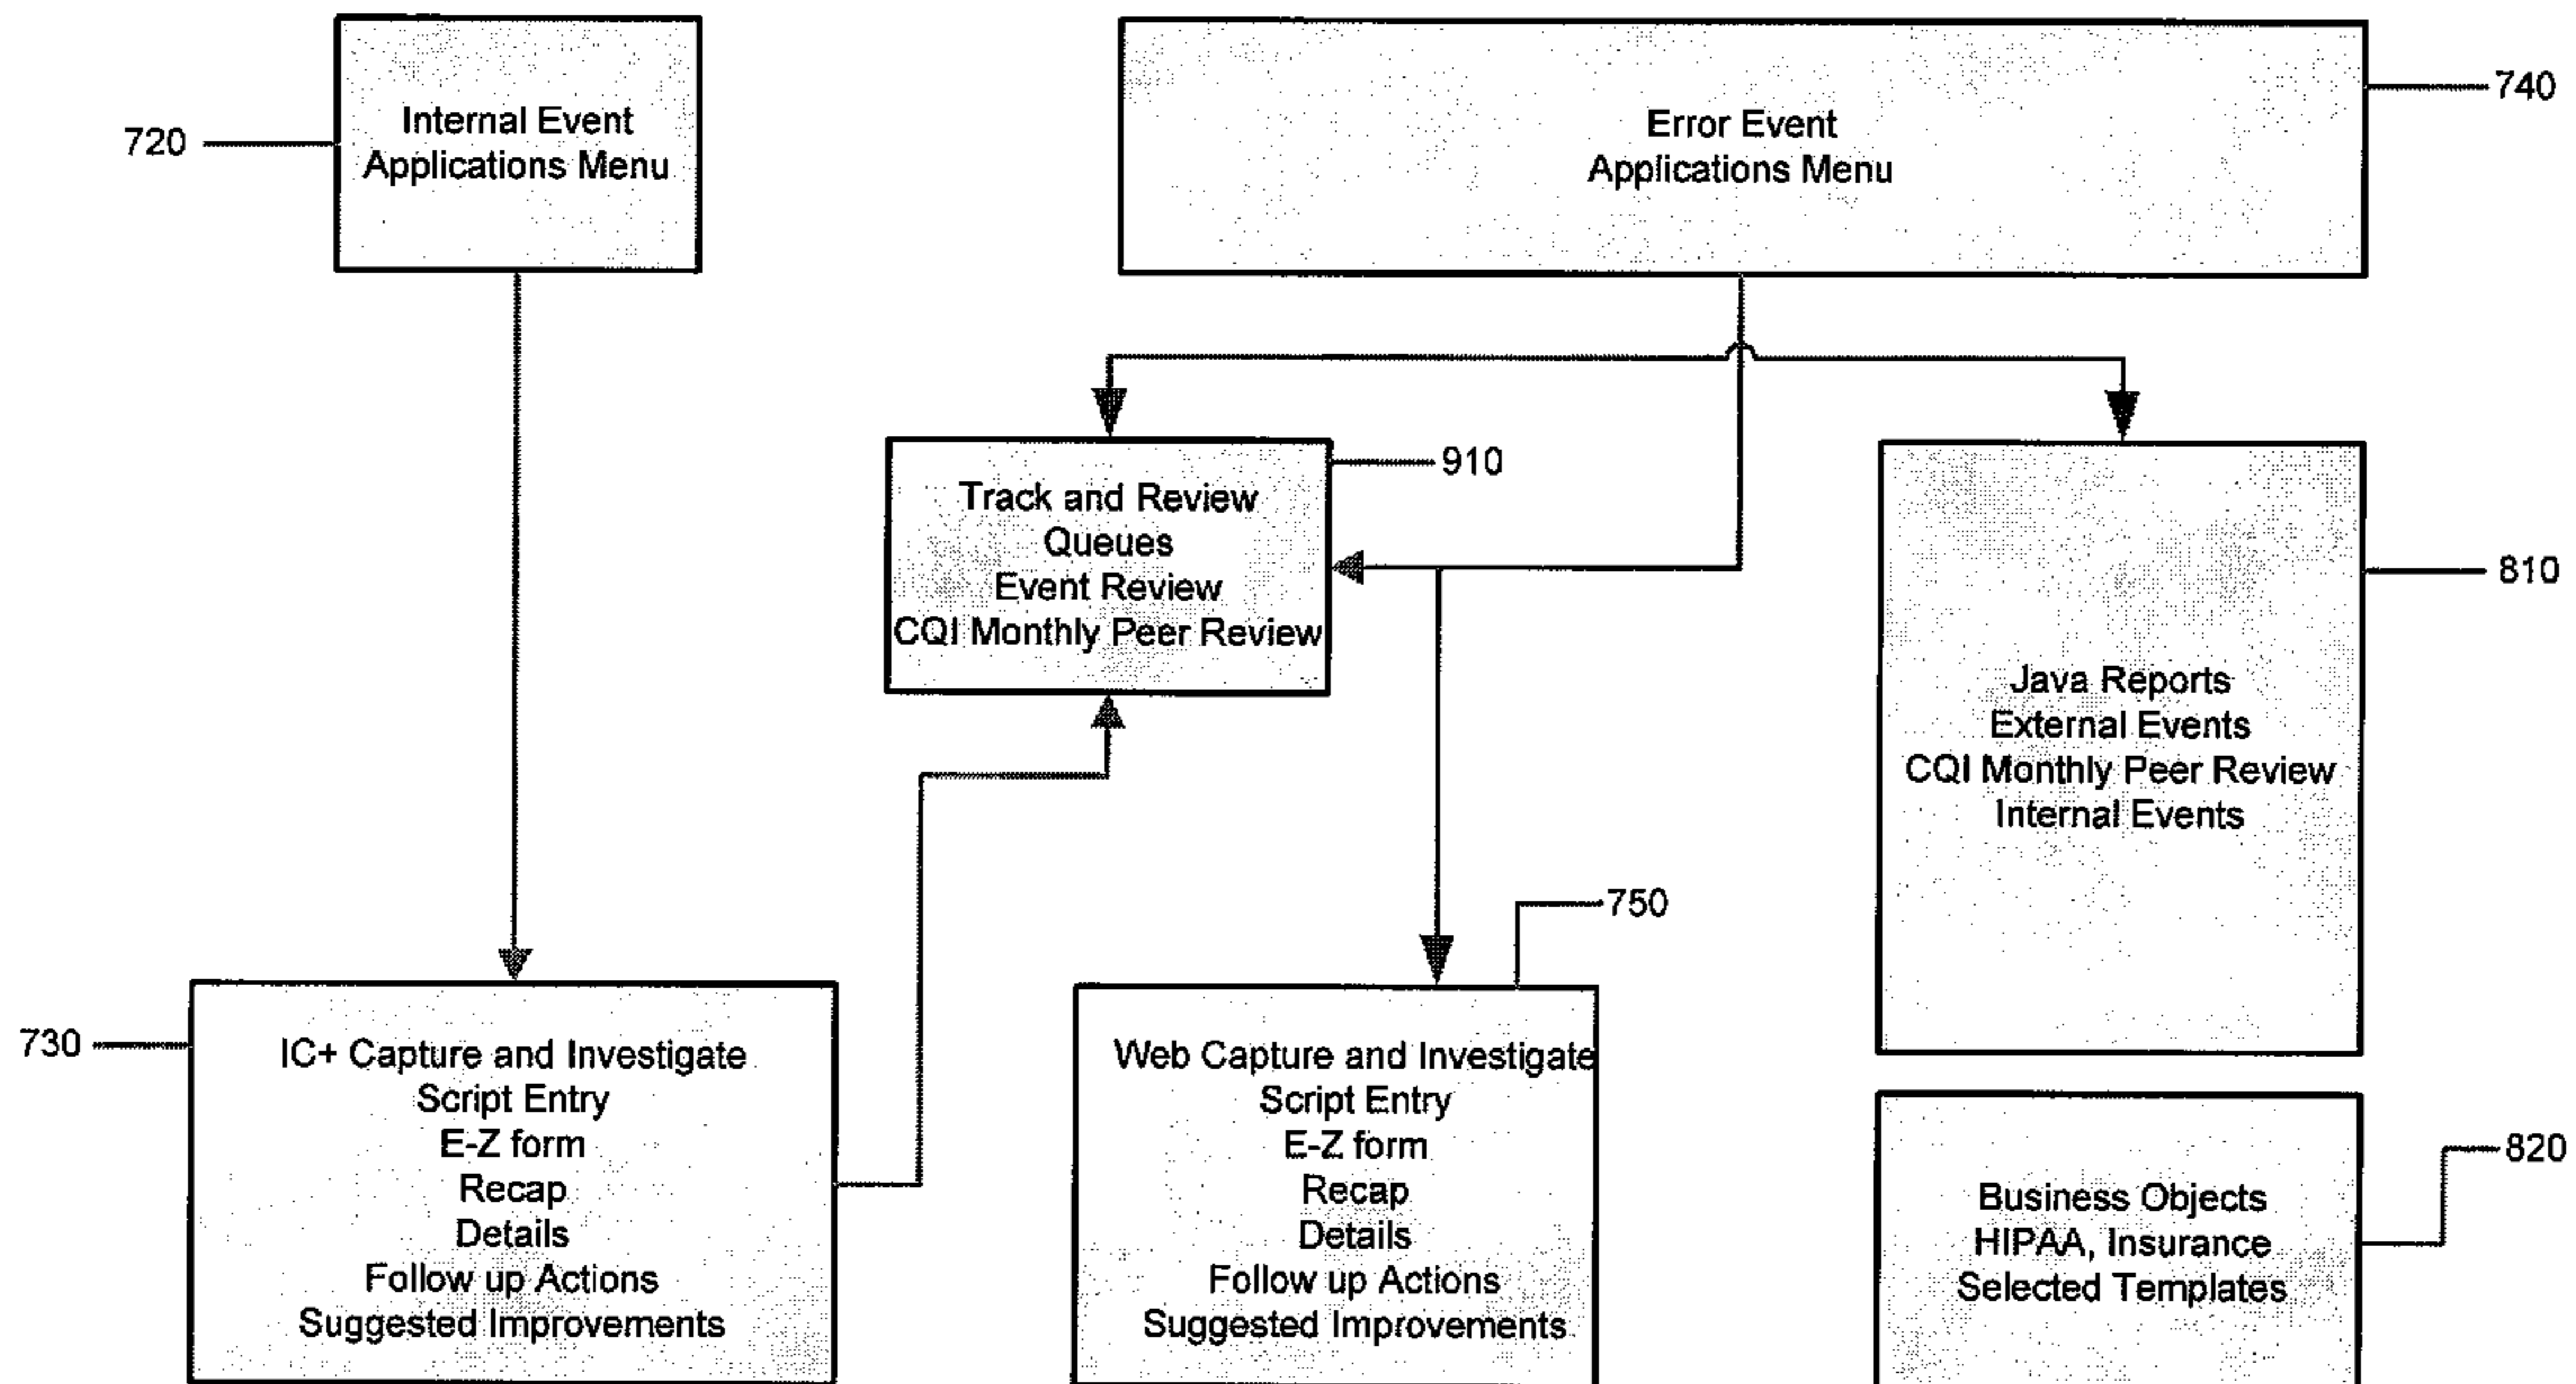 720
Internal Event
Applications Menu
Error Event
Applications Menu
740
910
Track and Review
Queues
Event Review
CQI Monthly Peer Review
810
Java Reports
External Events
CQI Monthly Peer Review
Internal Events
750
730
IC+ Capture and Investigate
Script Entry
E-Z form
Recap
Details
Follow up Actions
Suggested Improvements
Web Capture and Investigate
Script Entry
E-Z form
Recap
Details
Follow up Actions
Suggested Improvements
820
Business Objects
HIPAA, Insurance
Selected Templates